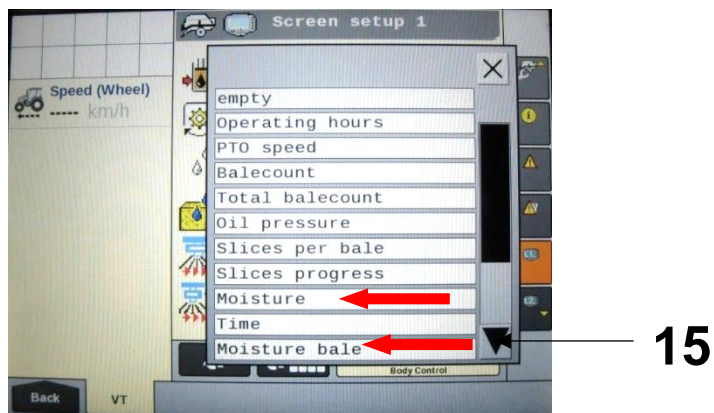 Screen setup 1
Speed (Wheel)
----- km/h
empty
Operating hours
PTO speed
Balecount
Total balecount
Oil pressure
Slices per bale
Slices progress
Moisture
Time
Moisture bale
Body Control
Back
VT
15